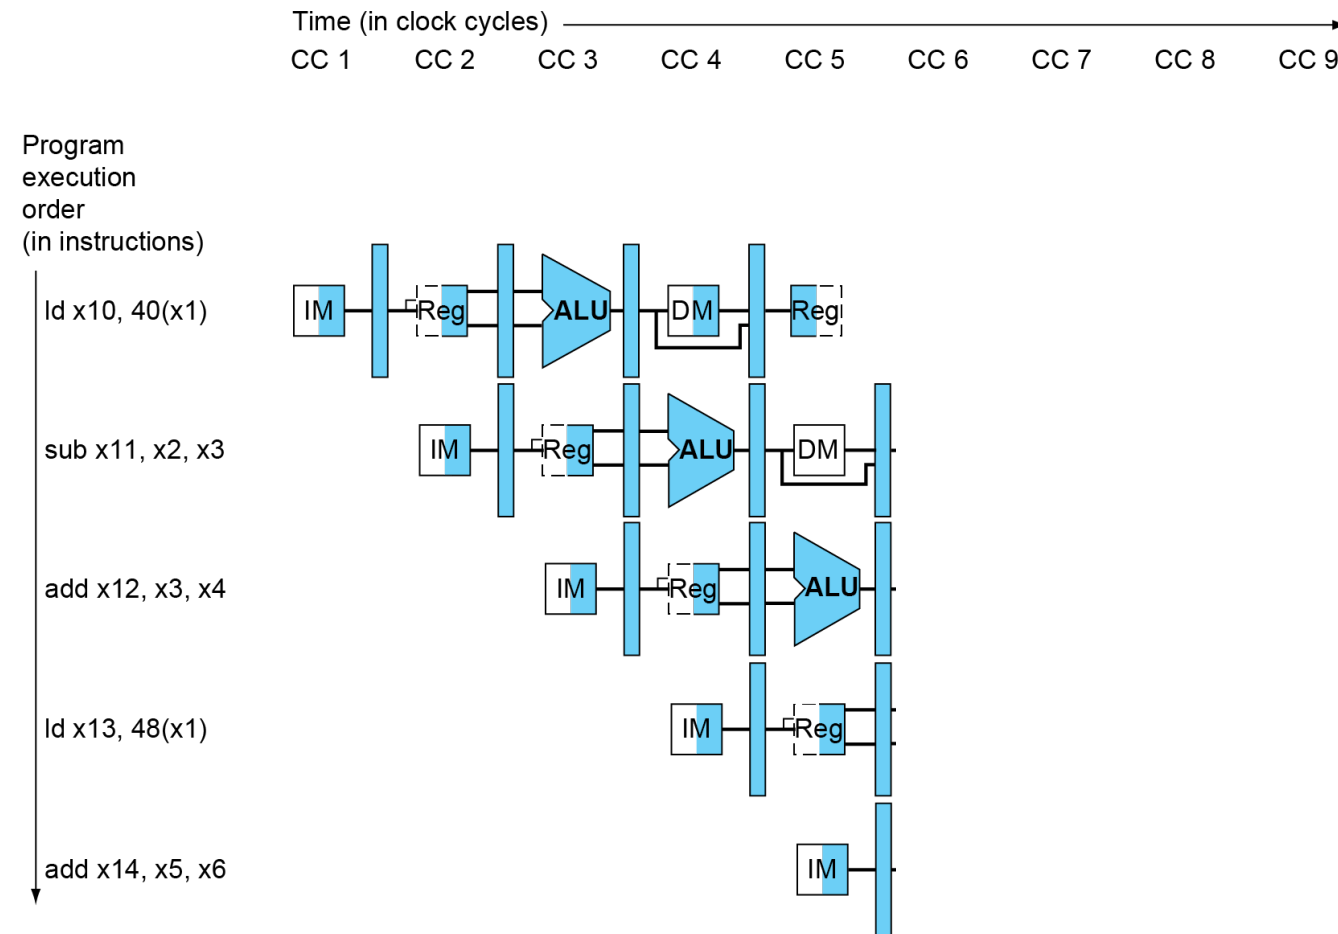 Time (in clock cycles)
CC 1 CC 2 CC 3 CC 4 CC 5 CC 6 CC 7 CC 8 CC 9
Program
execution
order
(in instructions)
ld x10, 40(x1) IM Reg ALU DM Reg
sub x11, x2, x3 IM Reg ALU DM
add x12, x3, x4 IM Reg ALU
ld x13, 48(x1) IM Reg
add x14, x5, x6 IM